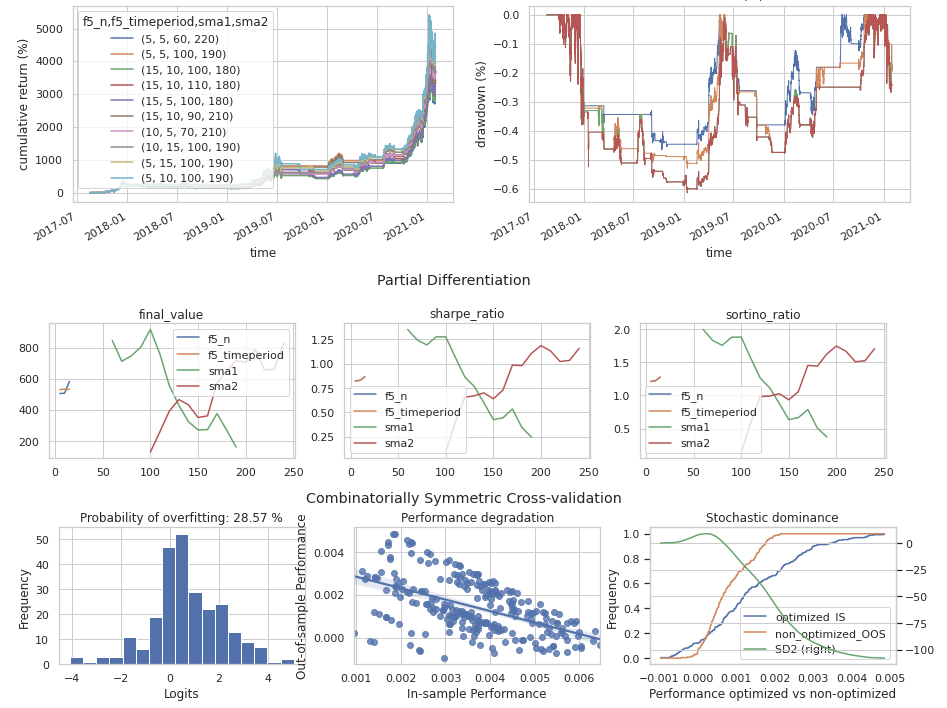 f5_n,f5_timeperiod,sma1,sma2
(5, 5, 60, 220)
(5, 5, 100, 190)
(15, 10, 100, 180)
(15, 10, 110, 180)
(15, 5, 100, 180)
(15, 10, 90, 210)
(10, 5, 70, 210)
(10, 15, 100, 190)
(5, 15, 100, 190)
(5, 10, 100, 190)
cumulative return (%)
5000
4000
3000
2000
1000
0
2017-07
2018-01
2018-07
2019-01
2019-07
2020-01
2020-07
2021-01
time
drawdown (%)
0.0
−0.1
−0.2
−0.3
−0.4
−0.5
−0.6
2017-07
2018-01
2018-07
2019-01
2019-07
2020-01
2020-07
2021-01
time
Partial Differentiation
final_value
800
600
400
200
f5_n
f5_timeperiod
sma1
sma2
0 50 100 150 200 250
sharpe_ratio
1.25
1.00
0.75
0.50
0.25
f5_n
f5_timeperiod
sma1
sma2
0 50 100 150 200 250
sortino_ratio
2.0
1.5
1.0
0.5
f5_n
f5_timeperiod
sma1
sma2
0 50 100 150 200 250
Combinatorially Symmetric Cross-validation
Probability of overfitting: 28.57 %
Frequency
50
40
30
20
10
0
−4 −2 0 2 4
Logits
Performance degradation
Out-of-sample Performance
0.004
0.002
0.000
0.001 0.002 0.003 0.004 0.005 0.006
In-sample Performance
Stochastic dominance
Frequency
1.0
0.8
0.6
0.4
0.2
0.0
optimized_IS
non_optimized_OOS
SD2 (right)
0
−25
−50
−75
−100
−0.001 0.000 0.001 0.002 0.003 0.004 0.005
Performance optimized vs non-optimized